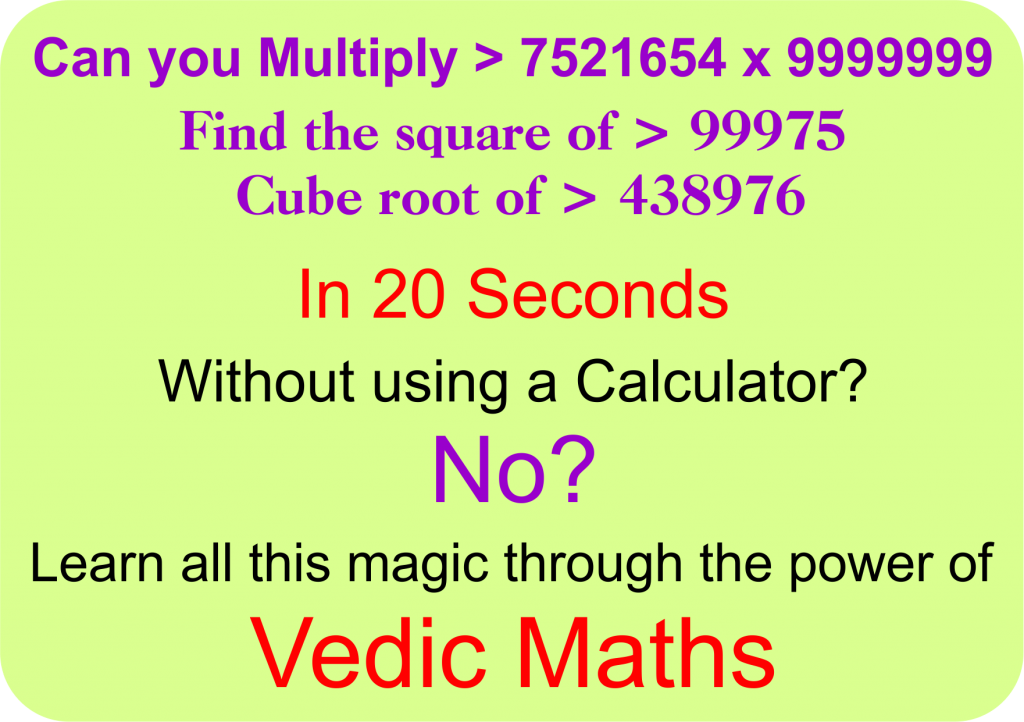 Can you Multiply > 7521654 x 9999999
Find the square of > 99975
Cube root of > 438976
In 20 Seconds
Without using a Calculator?
No?
Learn all this magic through the power of
Vedic Maths